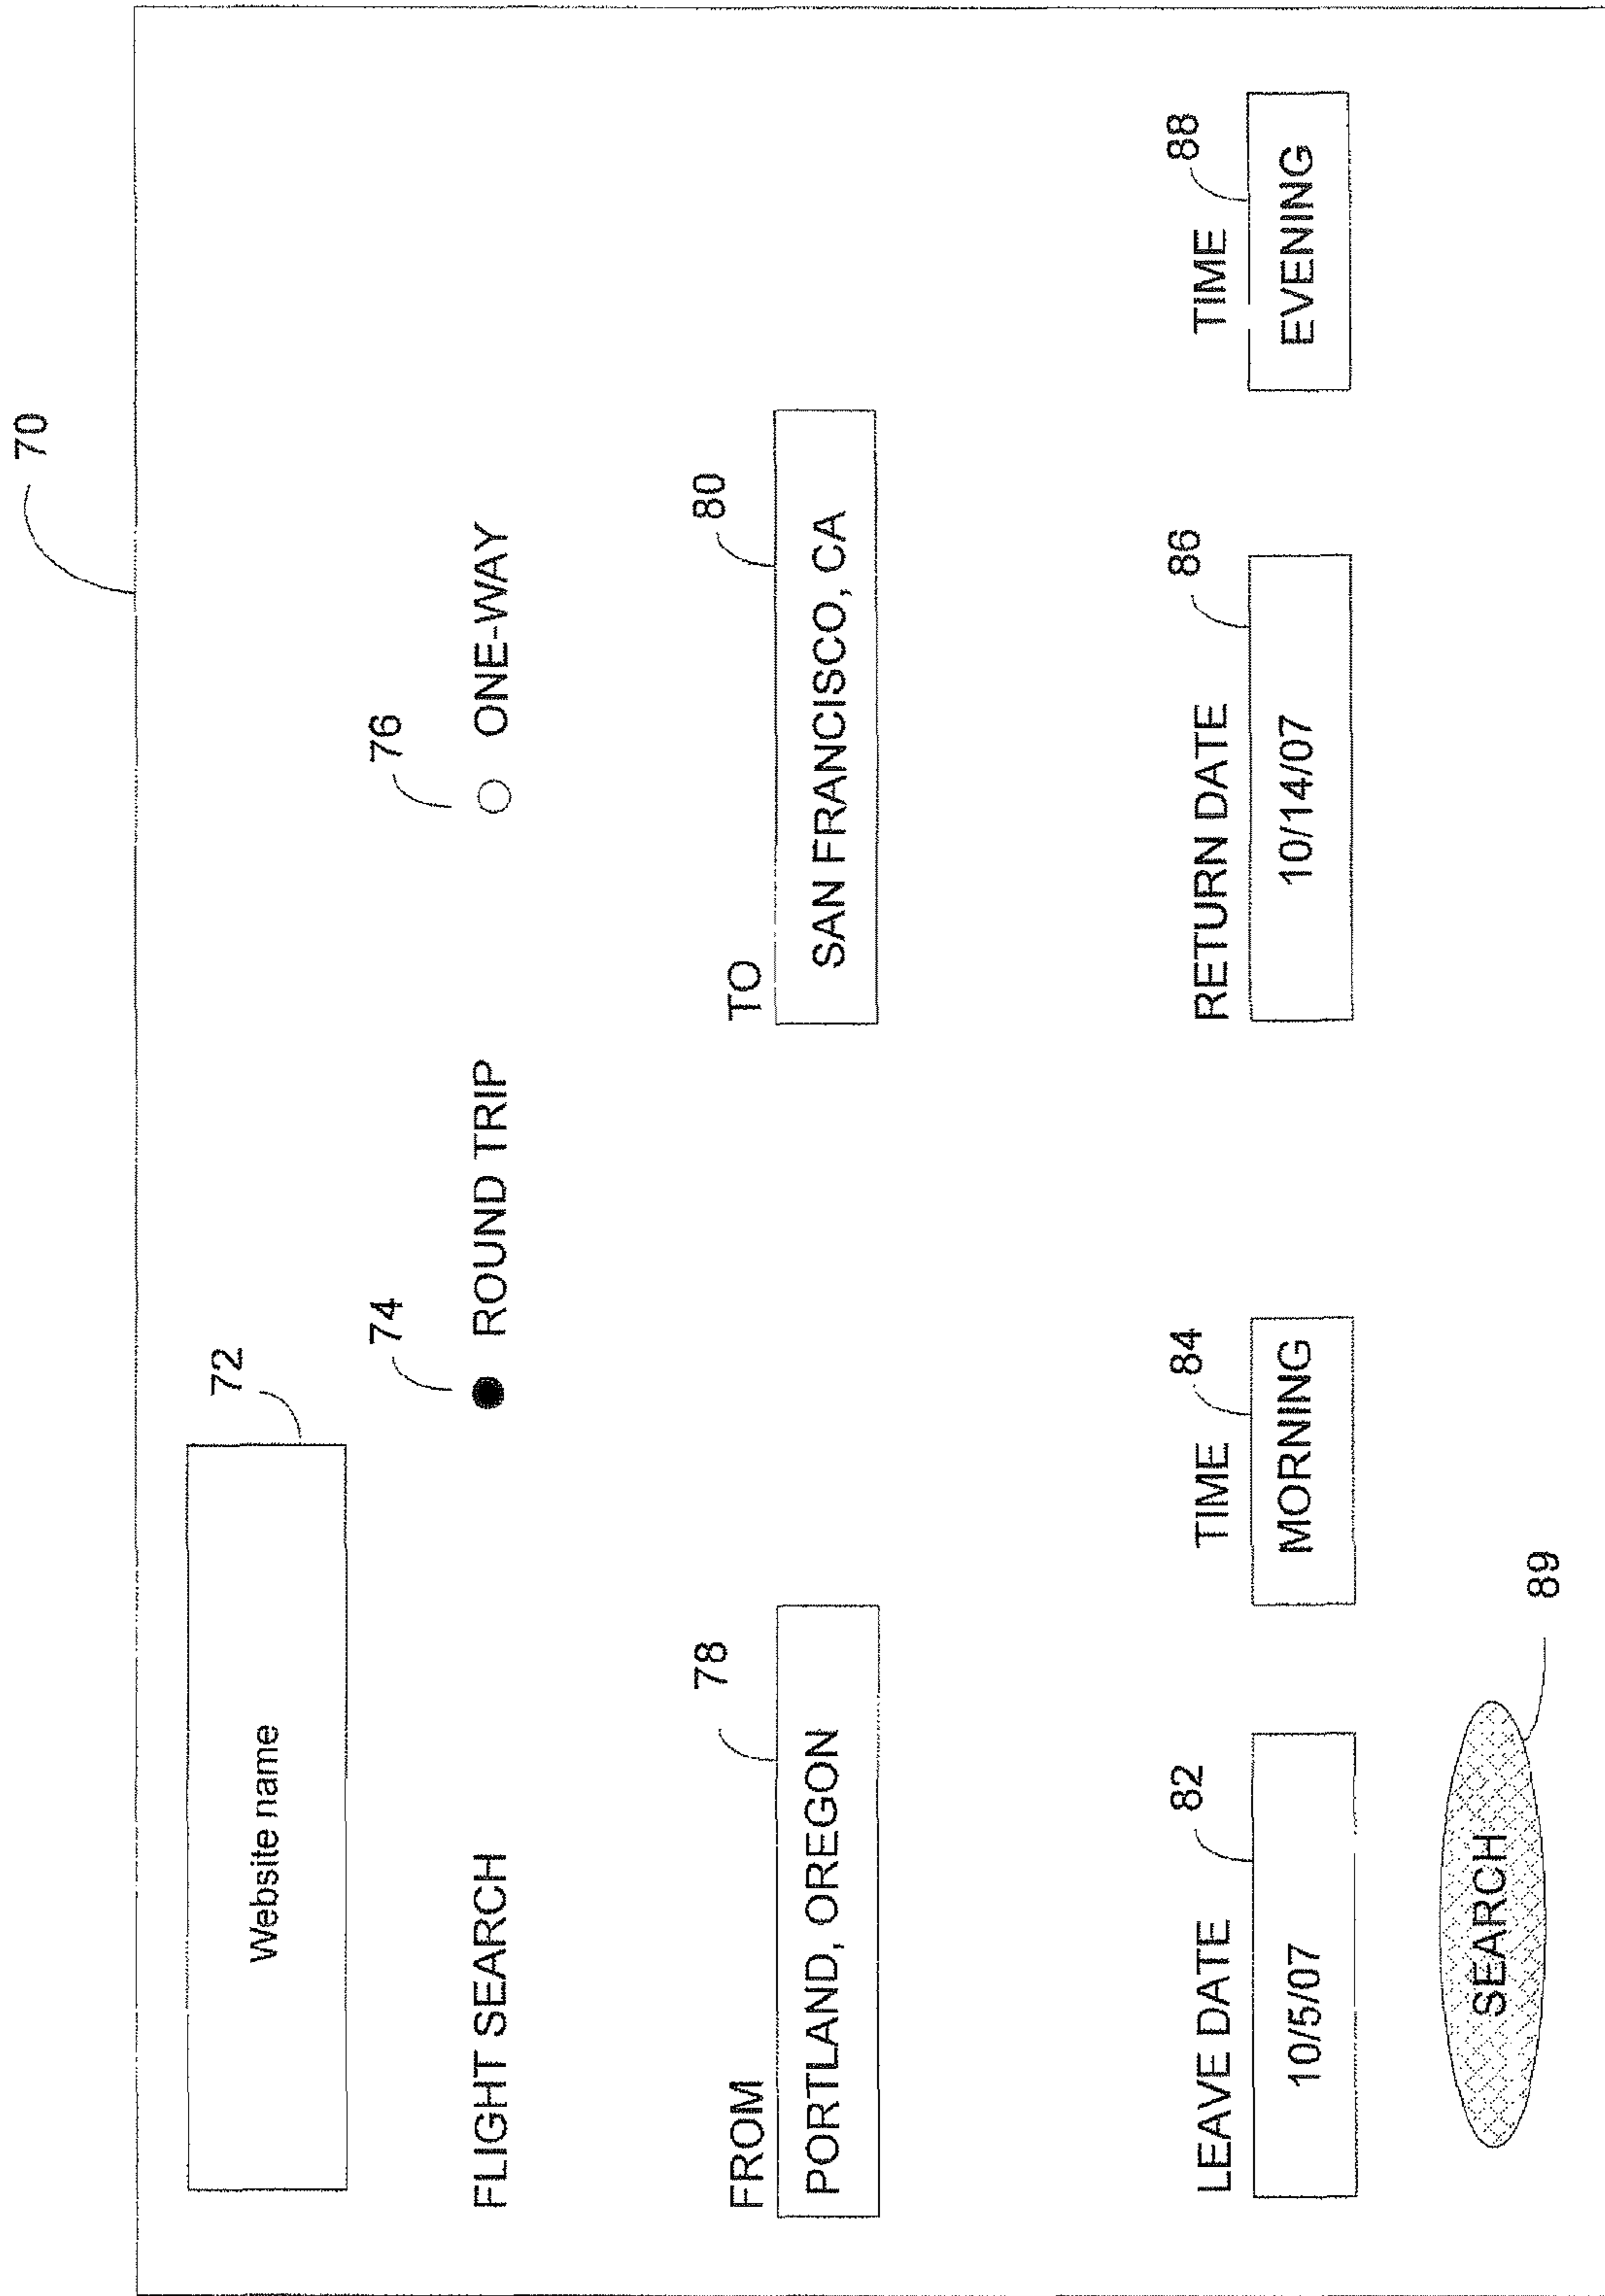 70
Website name
72
74
76
FLIGHT SEARCH
ROUND TRIP
ONE-WAY
78
80
FROM
TO
PORTLAND, OREGON
SAN FRANCISCO, CA
82
84
86
88
LEAVE DATE
TIME
RETURN DATE
TIME
10/5/07
MORNING
10/14/07
EVENING
SEARCH
89